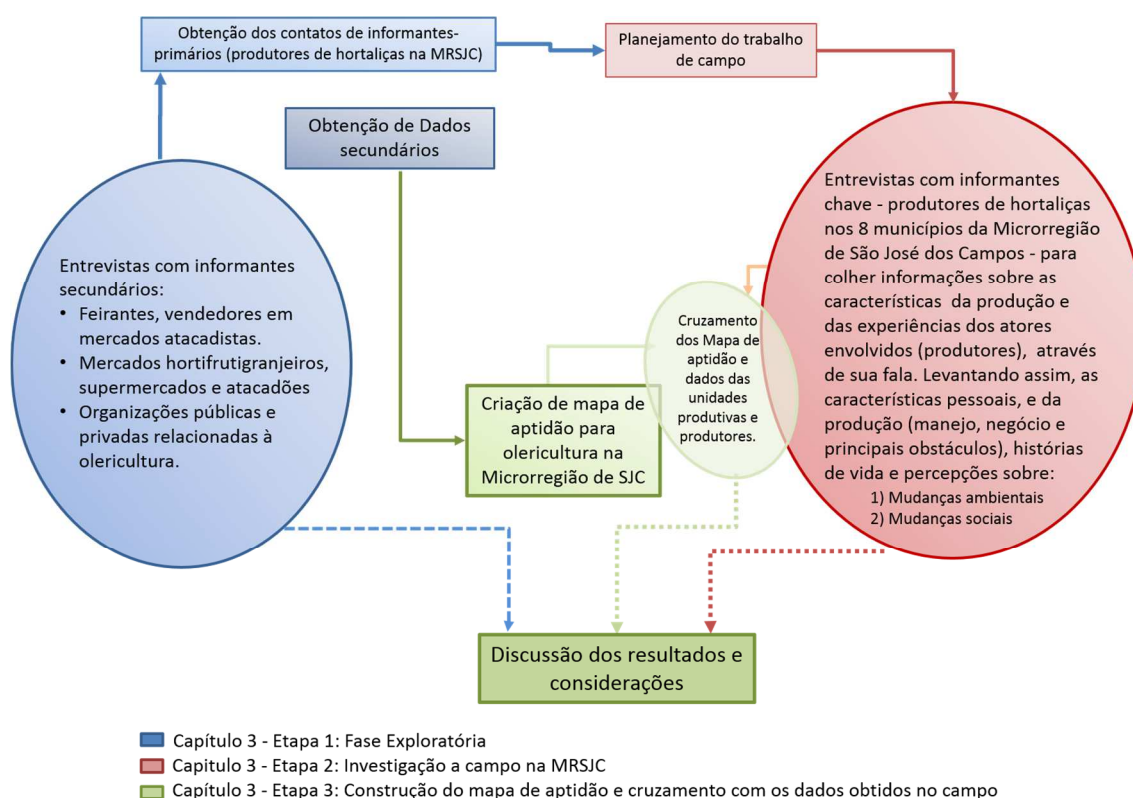 Obtenção dos contatos de informantes-
primários (produtores de hortaliças na MRSJC)
Planejamento do trabalho
de campo
Obtenção de Dados
secundários
Entrevistas com informantes
secundários:
• Feirantes, vendedores em
mercados atacadistas.
• Mercados hortifrutigranjeiros,
supermercados e atacadões
• Organizações públicas e
privadas relacionadas à
olericultura.
Criação de mapa de
aptidão para
olericultura na
Microrregião de SJC
Cruzamento
dos Mapa de
aptidão e
dados das
unidades
produtivas e
produtores.
Entrevistas com informantes
chave - produtores de hortaliças
nos 8 municípios da Microrregião
de São José dos Campos - para
colher informações sobre as
características da produção e
das experiências dos atores
envolvidos (produtores), através
de sua fala. Levantando assim, as
características pessoais, e da
produção (manejo, negócio e
principais obstáculos), histórias
de vida e percepções sobre:
1) Mudanças ambientais
2) Mudanças sociais
Discussão dos resultados e
considerações
Capítulo 3 - Etapa 1: Fase Exploratória
Capitulo 3 - Etapa 2: Investigação a campo na MRSJC
Capítulo 3 - Etapa 3: Construção do mapa de aptidão e cruzamento com os dados obtidos no campo